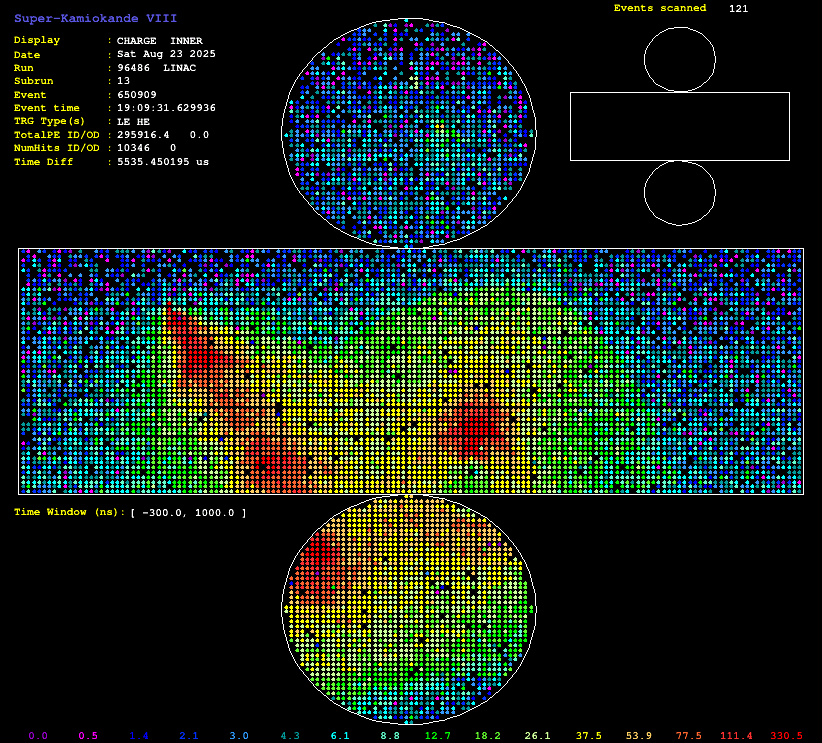 Super-Kamiokande VIII
Events scanned 121
Display : CHARGE INNER
Date : Sat Aug 23 2025
Run : 96486 LINAC
Subrun : 13
Event : 650909
Event time : 19:09:31.629936
TRG Type(s) : LE HE
TotalPE ID/OD : 295916.4 0.0
NumHits ID/OD : 10346 0
Time Diff : 5535.450195 us
Time Window (ns): [ -300.0, 1000.0 ]
0.0 0.5 1.4 2.1 3.0 4.3 6.1 8.8 12.7 18.2 26.1 37.5 53.9 77.5 111.4 330.5